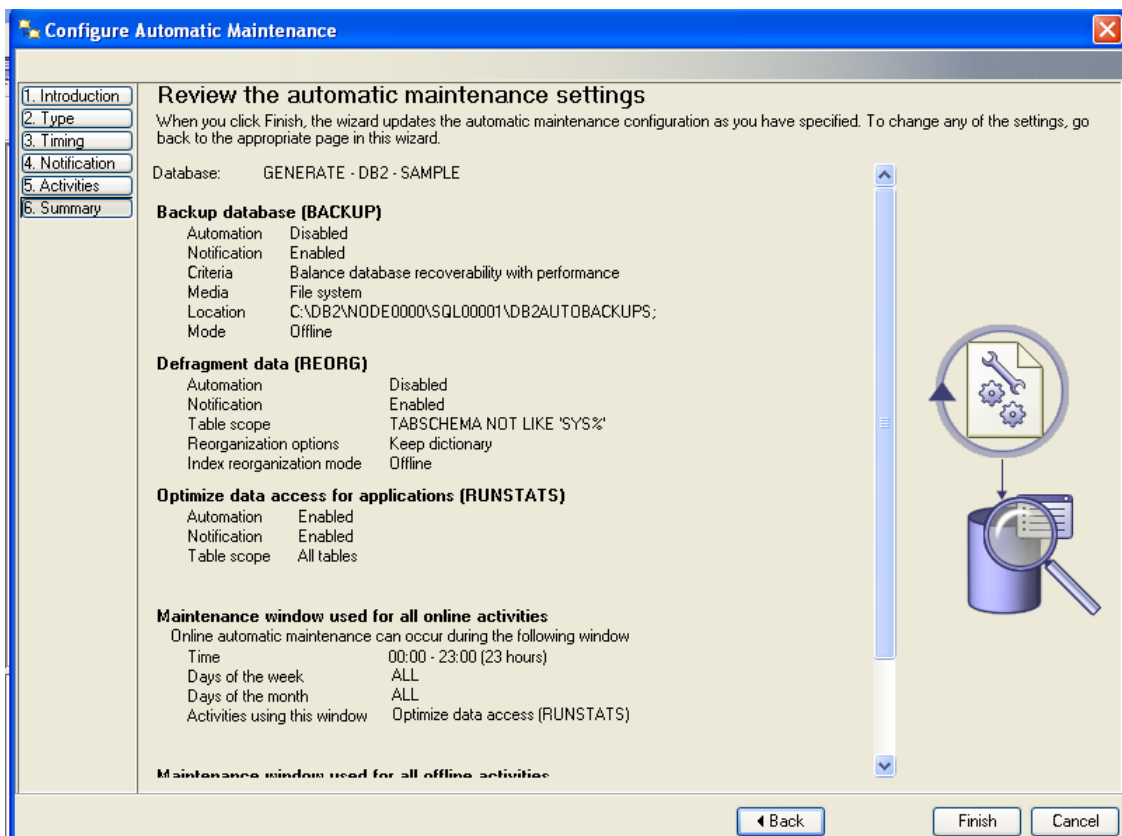 Configure Automatic Maintenance
1. Introduction
2. Type
3. Timing
4. Notification
5. Activities
6. Summary
Review the automatic maintenance settings
When you click Finish, the wizard updates the automatic maintenance configuration as you have specified. To change any of the settings, go
back to the appropriate page in this wizard.
Database: GENERATE - DB2 - SAMPLE
Backup database (BACKUP)
Automation Disabled
Notification Enabled
Criteria Balance database recoverability with performance
Media File system
Location C:\DB2\NODE0000\SQL00001\DB2AUTOBACKUPS;
Mode Offline
Defragment data (REORG)
Automation Disabled
Notification Enabled
Table scope TABSCHEMA NOT LIKE 'SYS%'
Reorganization options Keep dictionary
Index reorganization mode Offline
Optimize data access for applications (RUNSTATS)
Automation Enabled
Notification Enabled
Table scope All tables
Maintenance window used for all online activities
Online automatic maintenance can occur during the following window
Time 00:00 - 23:00 (23 hours)
Days of the week ALL
Days of the month ALL
Activities using this window Optimize data access (RUNSTATS)
Maintenance window used for all offline activities
Back
Finish
Cancel